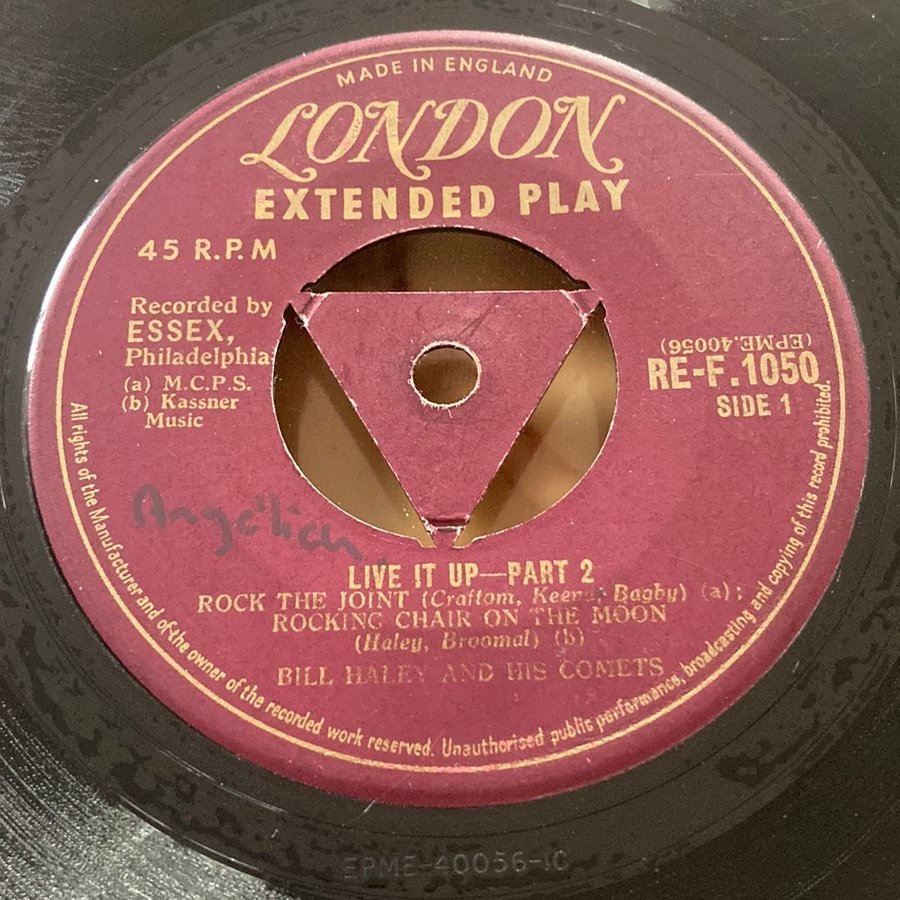 MADE IN ENGLAND
LONDON
EXTENDED PLAY
45 R.P.M
Recorded by
ESSEX,
Philadelphia
(a) M.C.P.S.
(b) Kassner
Music
(EPME.40056)
RE-F.1050
SIDE 1
LIVE IT UP—PART 2
ROCK THE JOINT (Craftom, Keene, Bagby) (a);
ROCKING CHAIR ON THE MOON
(Haley, Broomal) (b)
BILL HALEY AND HIS COMETS
All rights of the Manufacturer and of the owner of the recorded work reserved. Unauthorised public performance, broadcasting and copying of this record prohibited.
EPME-40056-1C